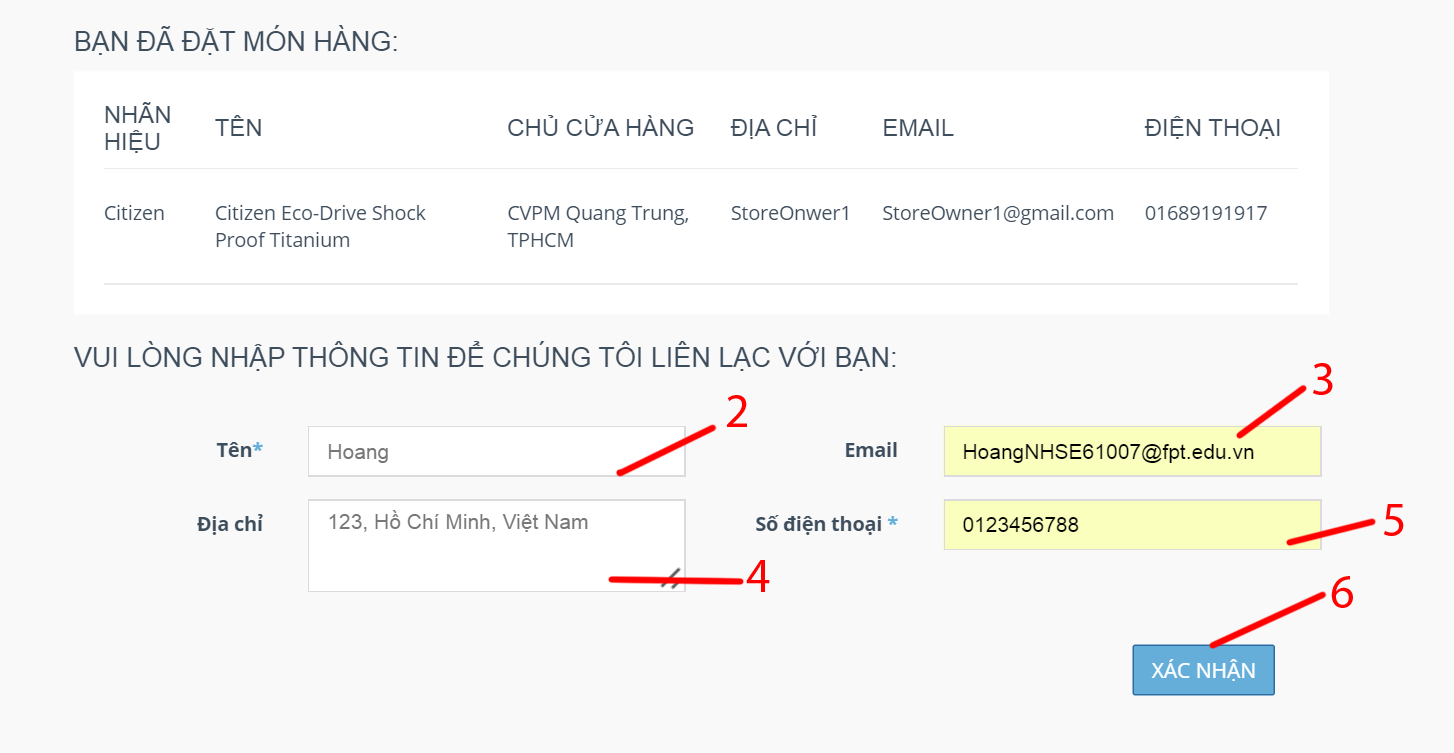 BẠN ĐÃ ĐẶT MÓN HÀNG:
NHÃN HIỆU TÊN CHỦ CỬA HÀNG ĐỊA CHỈ EMAIL ĐIỆN THOẠI
Citizen Citizen Eco-Drive Shock CVPM Quang Trung, StoreOnwer1 StoreOwner1@gmail.com 01689191917
Proof Titanium TPHCM
VUI LÒNG NHẬP THÔNG TIN ĐỂ CHÚNG TÔI LIÊN LẠC VỚI BẠN:
3
2
Tên* Hoang Email HoangNHSE61007@fpt.edu.vn
Địa chỉ 123, Hồ Chí Minh, Việt Nam Số điện thoại * 0123456788
5
4
6
XÁC NHẬN